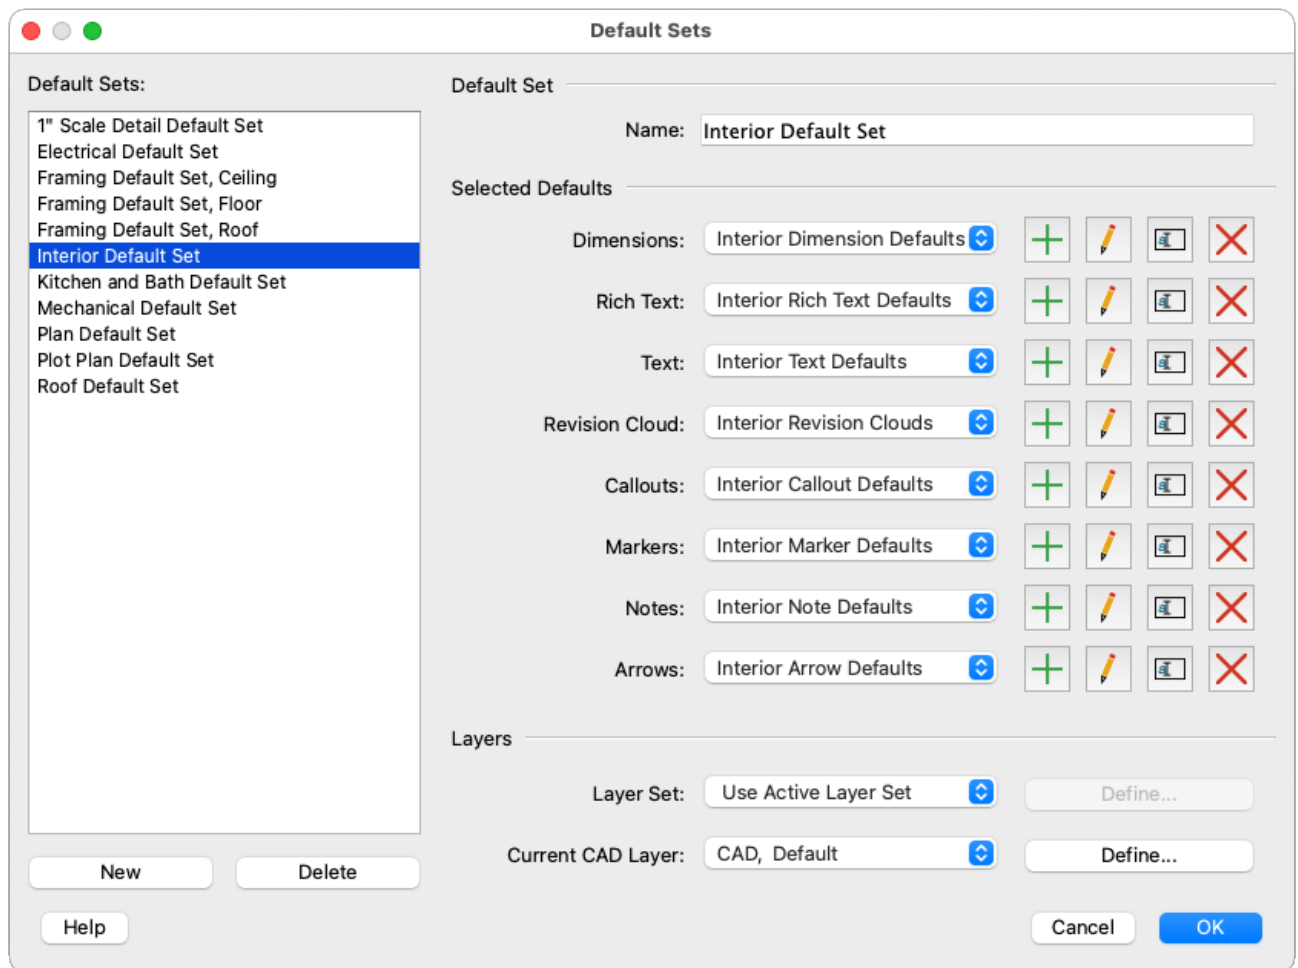 Default Sets
Default Sets:
1" Scale Detail Default Set
Electrical Default Set
Framing Default Set, Ceiling
Framing Default Set, Floor
Framing Default Set, Roof
Interior Default Set
Kitchen and Bath Default Set
Mechanical Default Set
Plan Default Set
Plot Plan Default Set
Roof Default Set
New Delete
Default Set
Name: Interior Default Set
Selected Defaults
Dimensions: Interior Dimension Defaults
Rich Text: Interior Rich Text Defaults
Text: Interior Text Defaults
Revision Cloud: Interior Revision Clouds
Callouts: Interior Callout Defaults
Markers: Interior Marker Defaults
Notes: Interior Note Defaults
Arrows: Interior Arrow Defaults
Layers
Layer Set: Use Active Layer Set Define...
Current CAD Layer: CAD, Default Define...
Help Cancel OK